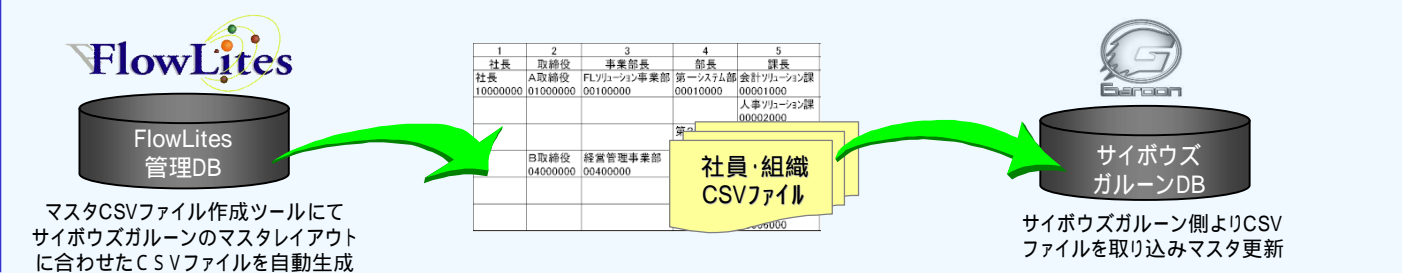 FlowLites
FlowLites
管理DB
マスタCSVファイル作成ツールにて
サイボウズガルーンのマスタレイアウト
に合わせたCSVファイルを自動生成
1 2 3 4 5
社長 取締役 事業部長 部長 課長
社長 A取締役 FLソリューション事業部 第一システム部 会計ソリューション課
10000000 01000000 00100000 00010000 00001000
人事ソリューション課
00002000
B取締役 経営管理事業部
04000000 00400000
社員・組織
CSVファイル
Garoon
サイボウズ
ガルーンDB
サイボウズガルーン側よりCSV
ファイルを取り込みマスタ更新